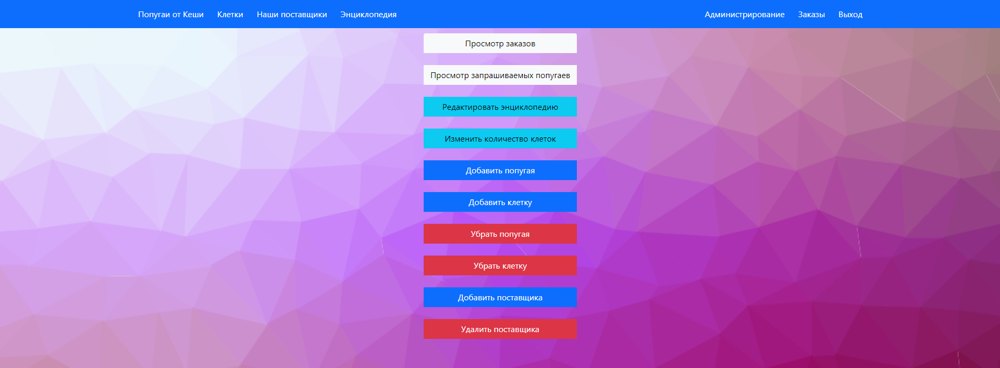 Попугаи от Кеши Клетки Наши поставщики Энциклопедия Администрирование Заказы Выход
Просмотр заказов
Просмотр запрашиваемых попугаев
Редактировать энциклопедию
Изменить количество клеток
Добавить попугая
Добавить клетку
Убрать попугая
Убрать клетку
Добавить поставщика
Удалить поставщика